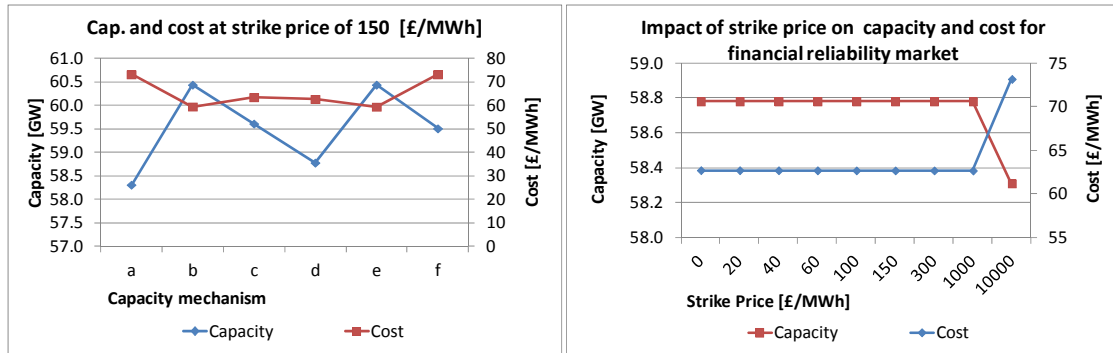 Cap. and cost at strike price of 150 [£/MWh]
Capacity [GW]
61.0
60.5
60.0
59.5
59.0
58.5
58.0
57.5
57.0
80
70
60
50
40
30
20
10
0
Cost [£/MWh]
a b c d e f
Capacity mechanism
Capacity Cost
Impact of strike price on capacity and cost for
financial reliability market
Capacity [GW]
59.0
58.8
58.6
58.4
58.2
58.0
75
70
65
60
55
Cost [£/MWh]
0 20 40 60 100 150 300 1000 10000
Strike Price [£/MWh]
Capacity Cost